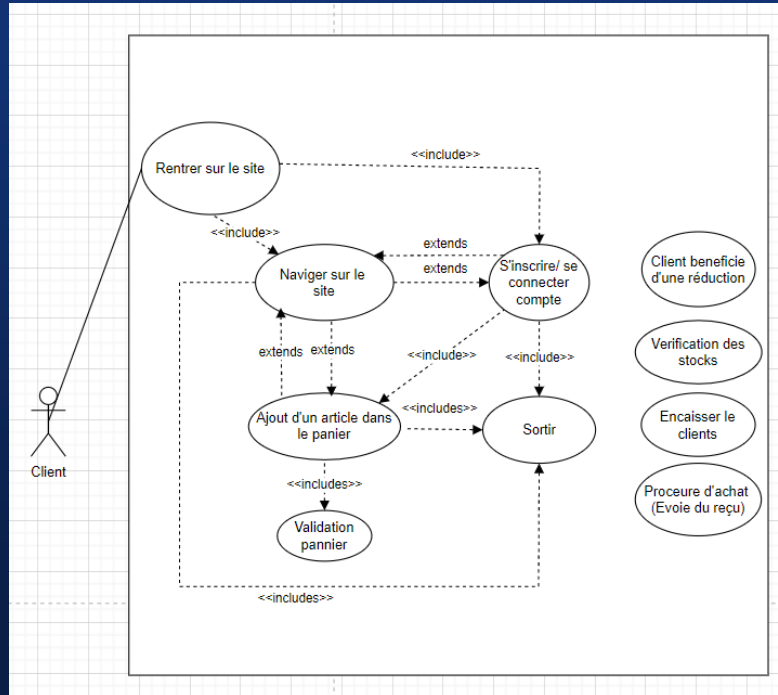 <<include>>
Rentrer sur le site
<<include>>
extends
Naviger sur le
site
extends
S'inscrire/ se
connecter
compte
Client beneficie
d'une réduction
extends
extends
<<include>>
<<include>>
Verification des
stocks
Ajout d'un article dans
le panier
<<includes>>
Sortir
Encaisser le
clients
Client
<<includes>>
Validation
pannier
Proceure d'achat
(Evoie du reçu)
<<includes>>